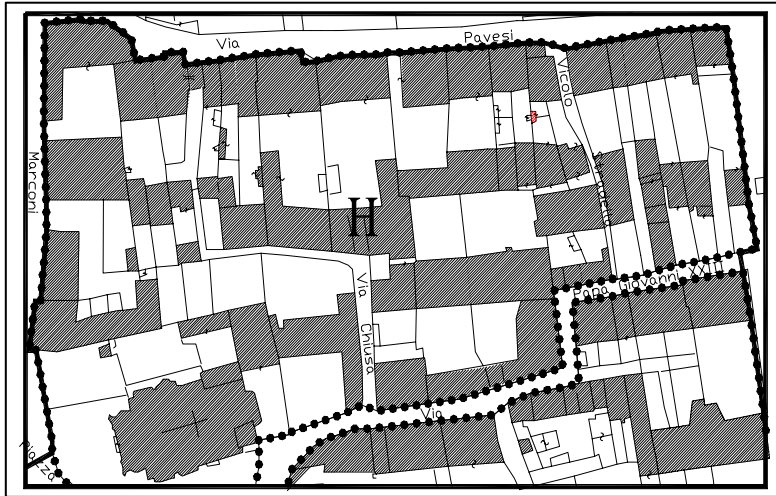 Via
Pavesi
Vicolo
Marconi
H
Papa Giovanni XXIII
Via Chiusa
Via
Piazza